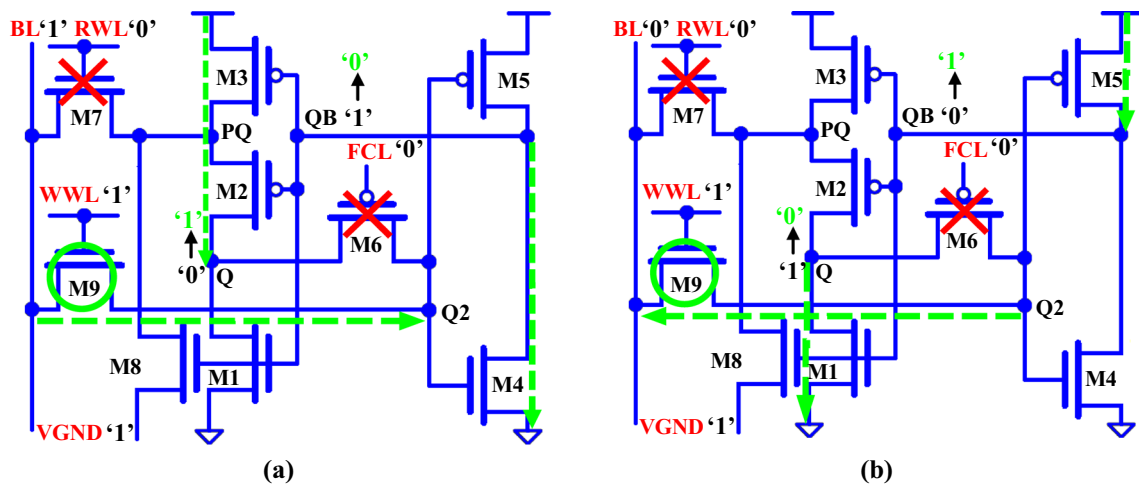 BL‘1’ RWL‘0’
M7
M3
‘0’
M5
QB ‘1’
PQ
FCL‘0’
M2
WWL‘1’
‘1’
M6
‘0’ Q
M9
Q2
M8
M1
M4
VGND‘1’
(a)
BL‘0’ RWL‘0’
M7
M3
‘1’
M5
QB ‘0’
PQ
FCL‘0’
M2
WWL‘1’
‘0’
M6
‘1’ Q
M9
Q2
M8
M1
M4
VGND‘1’
(b)